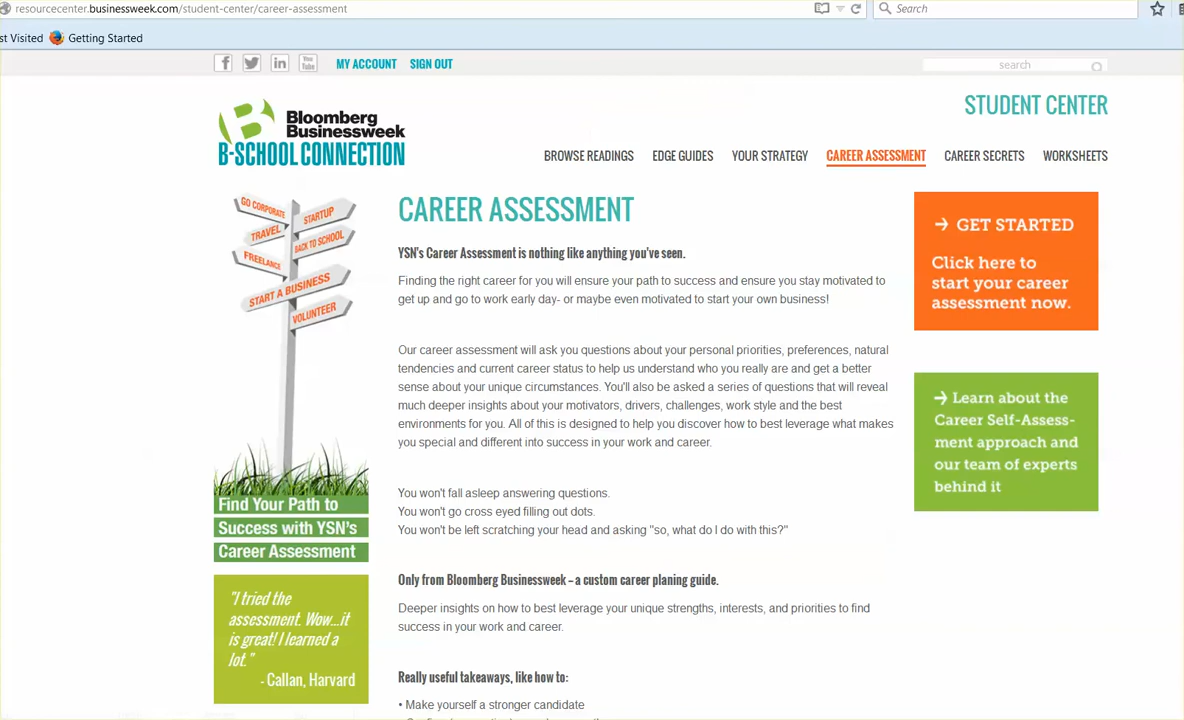 resourcecenter.businessweek.com/student-center/career-assessment
Search
st Visited Getting Started
You Tube
MY ACCOUNT SIGN OUT
search
STUDENT CENTER
Bloomberg
Businessweek
B-SCHOOL CONNECTION
BROWSE READINGS EDGE GUIDES YOUR STRATEGY CAREER ASSESSMENT CAREER SECRETS WORKSHEETS
GO CORPORATE
STARTUP
TRAVEL
BACK TO SCHOOL
FREELANCE
START A BUSINESS
VOLUNTEER
Find Your Path to
Success with YSN's
Career Assessment
"I tried the
assessment. Wow...it
is great! I learned a
lot."
- Callan, Harvard
CAREER ASSESSMENT
YSN's Career Assessment is nothing like anything you've seen.
Finding the right career for you will ensure your path to success and ensure you stay motivated to
get up and go to work early day- or maybe even motivated to start your own business!
Our career assessment will ask you questions about your personal priorities, preferences, natural
tendencies and current career status to help us understand who you really are and get a better
sense about your unique circumstances. You'll also be asked a series of questions that will reveal
much deeper insights about your motivators, drivers, challenges, work style and the best
environments for you. All of this is designed to help you discover how to best leverage what makes
you special and different into success in your work and career.
You won't fall asleep answering questions.
You won't go cross eyed filling out dots.
You won't be left scratching your head and asking "so, what do I do with this?"
Only from Bloomberg Businessweek – a custom career planing guide.
Deeper insights on how to best leverage your unique strengths, interests, and priorities to find
success in your work and career.
Really useful takeaways, like how to:
• Make yourself a stronger candidate
→ GET STARTED
Click here to
start your career
assessment now.
→ Learn about the
Career Self-Assess-
ment approach and
our team of experts
behind it